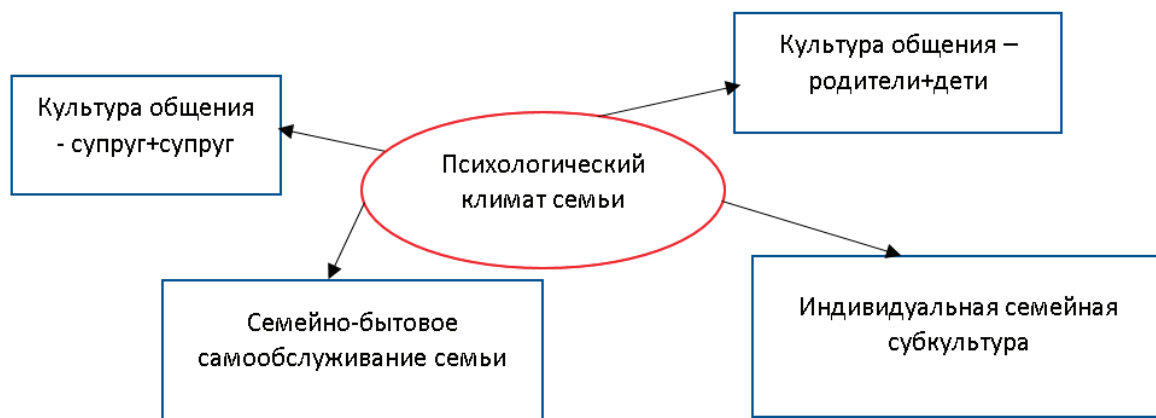 Культура общения –
родители+дети
Культура общения
- супруг+супруг
Психологический
климат семьи
Семейно-бытовое
самообслуживание семьи
Индивидуальная семейная
субкультура